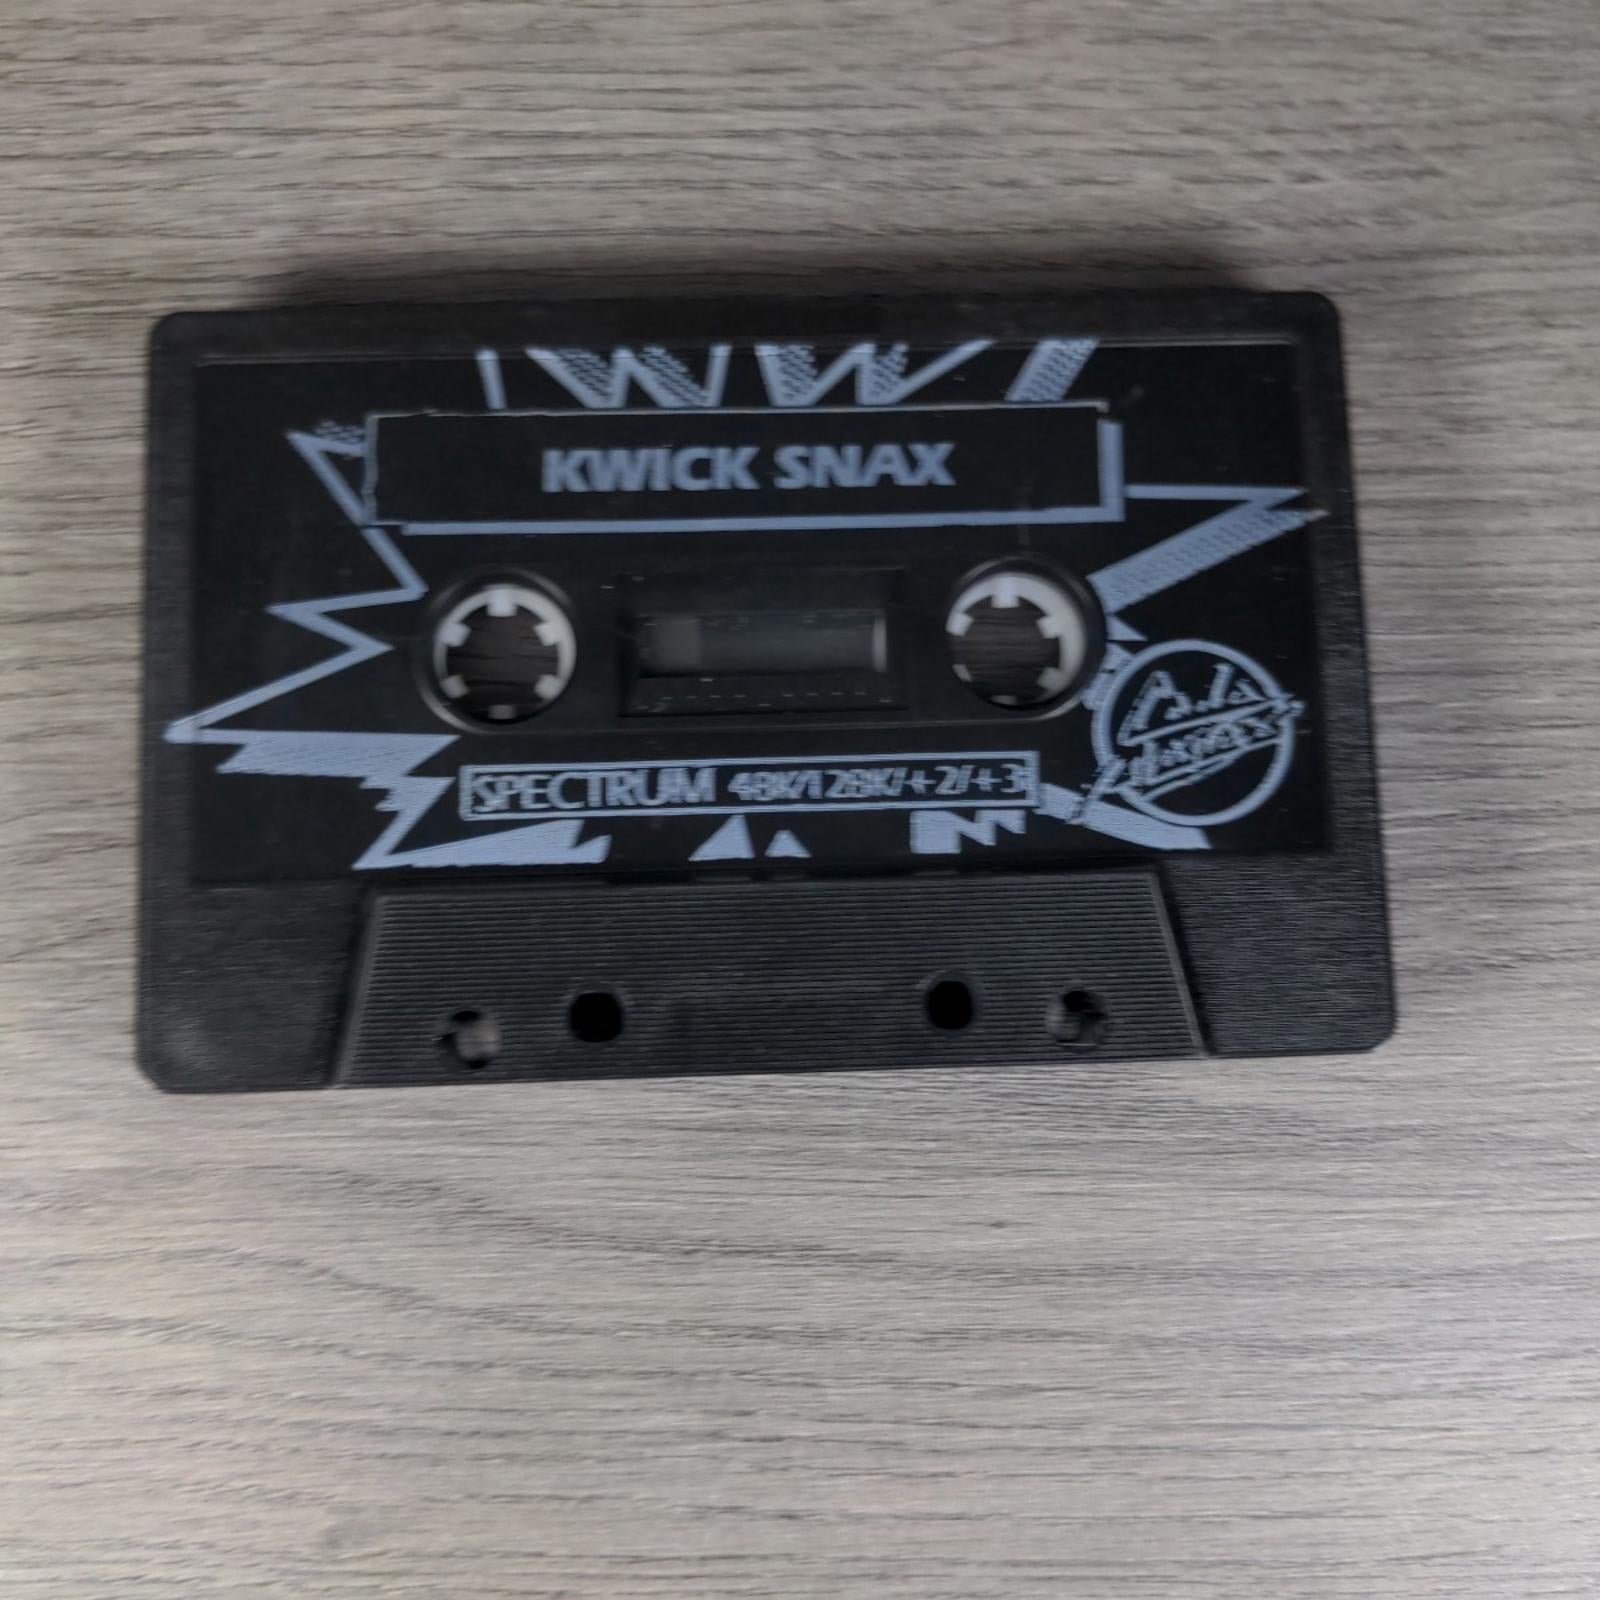 KWICK SNAX
SPECTRUM 48K/128K/+2/+3